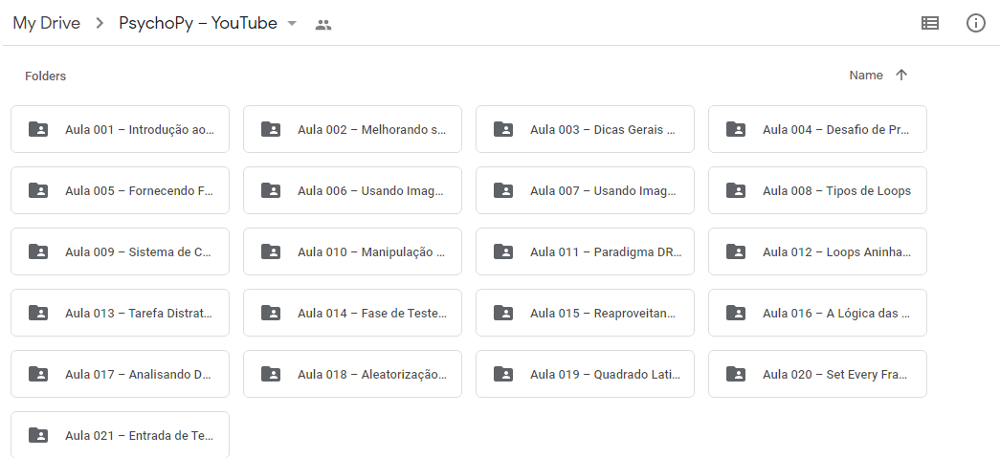 My Drive > PsychoPy – YouTube
Folders
Name
Aula 001 – Introdução ao...
Aula 002 – Melhorando s...
Aula 003 – Dicas Gerais ...
Aula 004 – Desafio de Pr...
Aula 005 – Fornecendo F...
Aula 006 – Usando Imag...
Aula 007 – Usando Imag...
Aula 008 – Tipos de Loops
Aula 009 – Sistema de C...
Aula 010 – Manipulação ...
Aula 011 – Paradigma DR...
Aula 012 – Loops Aninha...
Aula 013 – Tarefa Distrat...
Aula 014 – Fase de Teste...
Aula 015 – Reaproveitan...
Aula 016 – A Lógica das ...
Aula 017 – Analisando D...
Aula 018 – Aleatorização...
Aula 019 – Quadrado Lati...
Aula 020 – Set Every Fra...
Aula 021 – Entrada de Te...